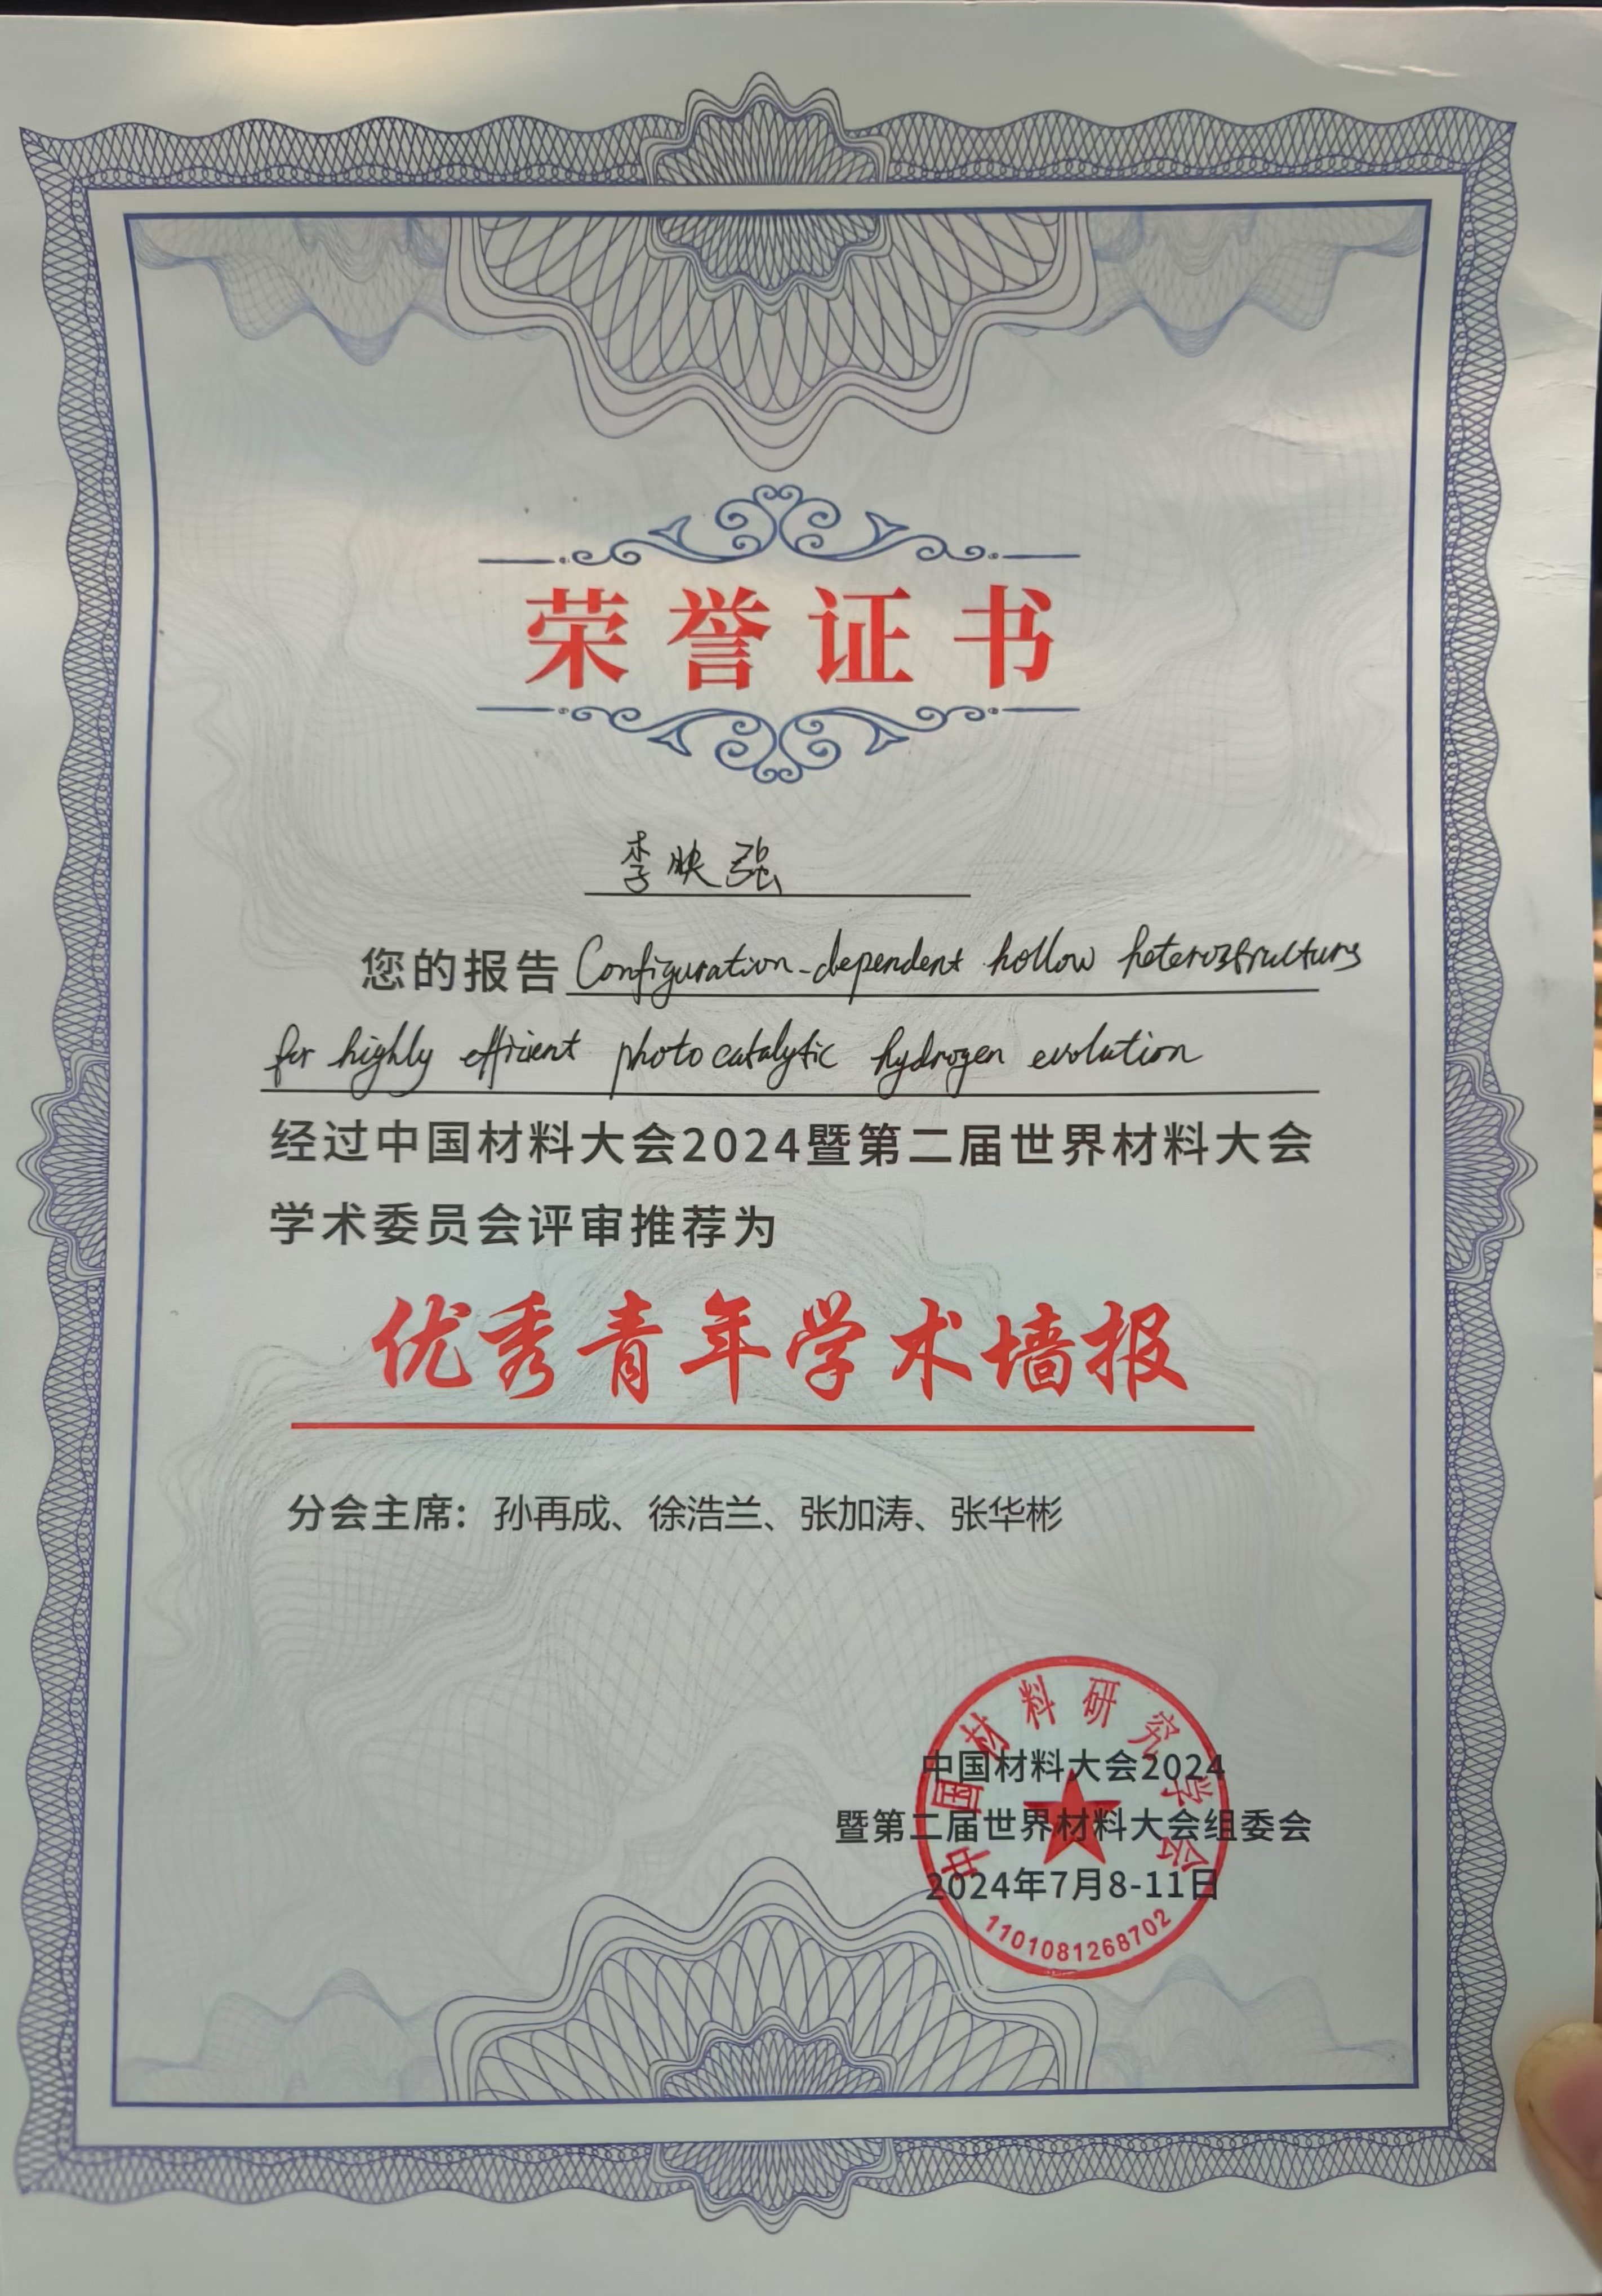 荣誉证书
李映强
您的报告 Configuration-dependent hollow heterostructures
for highly efficient photocatalytic hydrogen evolution
经过中国材料大会2024暨第二届世界材料大会
学术委员会评审推荐为
优秀青年学术墙报
分会主席：孙再成、徐浩兰、张加涛、张华彬
中国材料研究学会
中国材料大会2024
暨第二届世界材料大会组委会
2024年7月8-11日
1101081268702